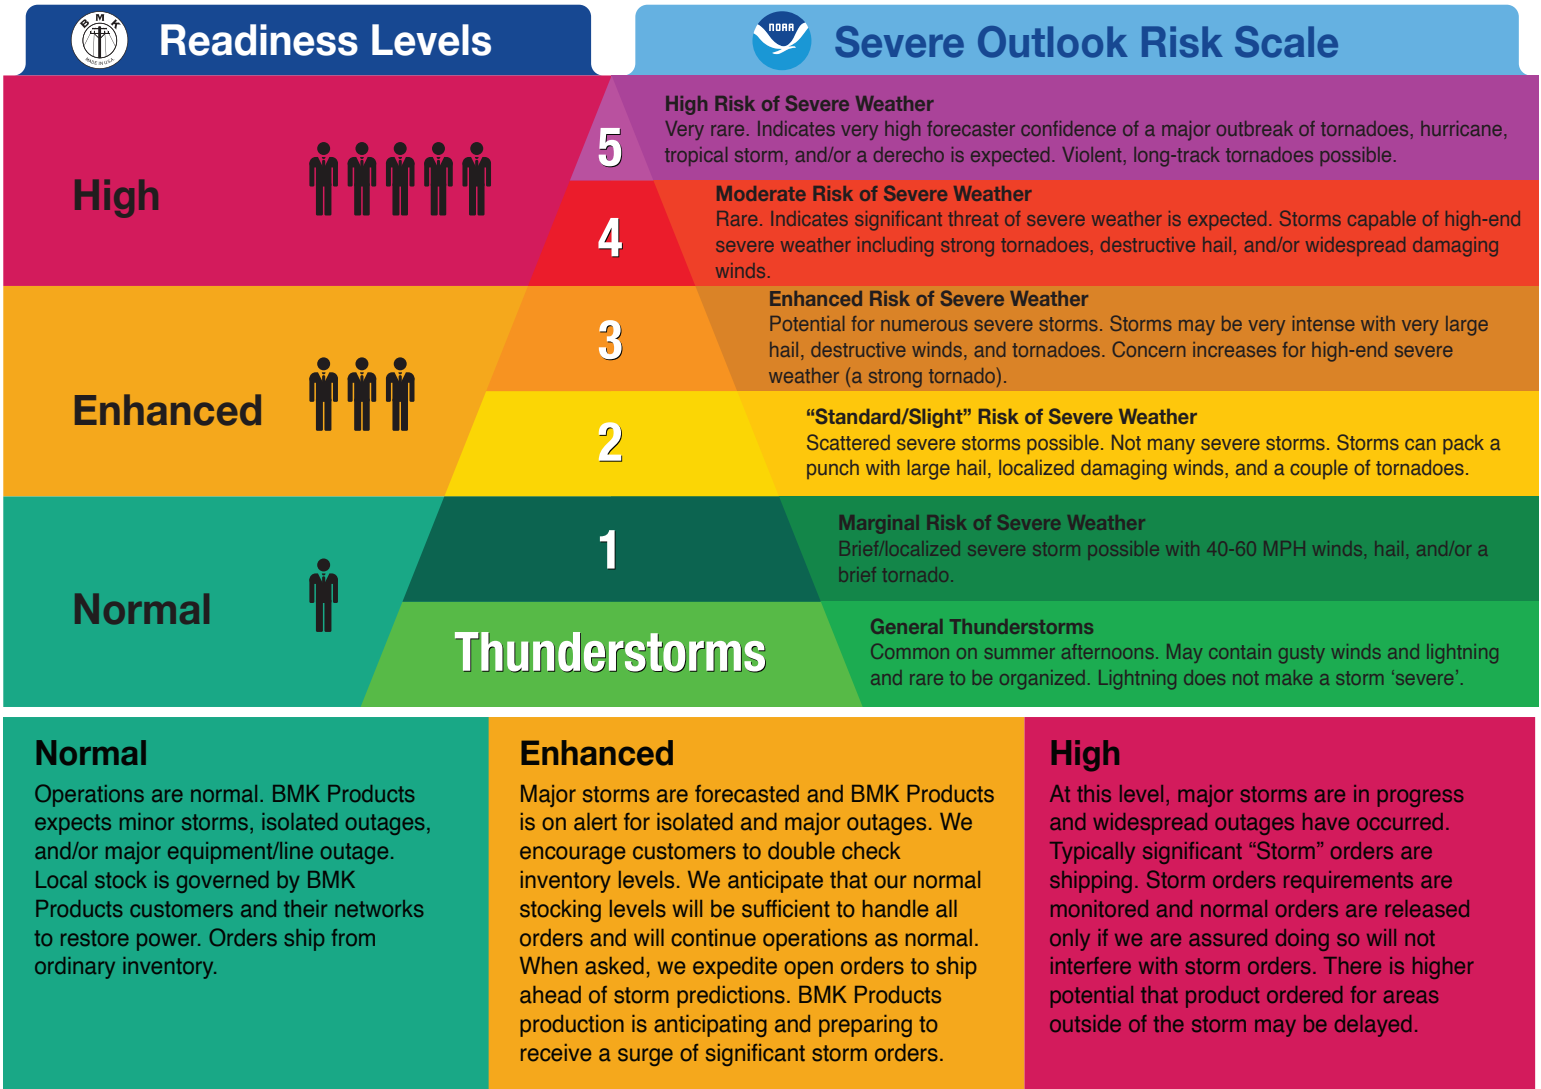 BMK
MADE IN USA
Readiness Levels
NOAA
Severe Outlook Risk Scale
High
5
High Risk of Severe Weather
Very rare. Indicates very high forecaster confidence of a major outbreak of tornadoes, hurricane,
tropical storm, and/or a derecho is expected. Violent, long-track tornadoes possible.
4
Moderate Risk of Severe Weather
Rare. Indicates significant threat of severe weather is expected. Storms capable of high-end
severe weather including strong tornadoes, destructive hail, and/or widespread damaging
winds.
Enhanced
3
Enhanced Risk of Severe Weather
Potential for numerous severe storms. Storms may be very intense with very large
hail, destructive winds, and tornadoes. Concern increases for high-end severe
weather (a strong tornado).
2
“Standard/Slight” Risk of Severe Weather
Scattered severe storms possible. Not many severe storms. Storms can pack a
punch with large hail, localized damaging winds, and a couple of tornadoes.
Normal
1
Marginal Risk of Severe Weather
Brief/localized severe storm possible with 40-60 MPH winds, hail, and/or a
brief tornado.
Thunderstorms
General Thunderstorms
Common on summer afternoons. May contain gusty winds and lightning
and rare to be organized. Lightning does not make a storm ‘severe’.
Normal
Operations are normal. BMK Products
expects minor storms, isolated outages,
and/or major equipment/line outage.
Local stock is governed by BMK
Products customers and their networks
to restore power. Orders ship from
ordinary inventory.
Enhanced
Major storms are forecasted and BMK Products
is on alert for isolated and major outages. We
encourage customers to double check
inventory levels. We anticipate that our normal
stocking levels will be sufficient to handle all
orders and will continue operations as normal.
When asked, we expedite open orders to ship
ahead of storm predictions. BMK Products
production is anticipating and preparing to
receive a surge of significant storm orders.
High
At this level, major storms are in progress
and widespread outages have occurred.
Typically significant “Storm” orders are
shipping. Storm orders requirements are
monitored and normal orders are released
only if we are assured doing so will not
interfere with storm orders. There is higher
potential that product ordered for areas
outside of the storm may be delayed.